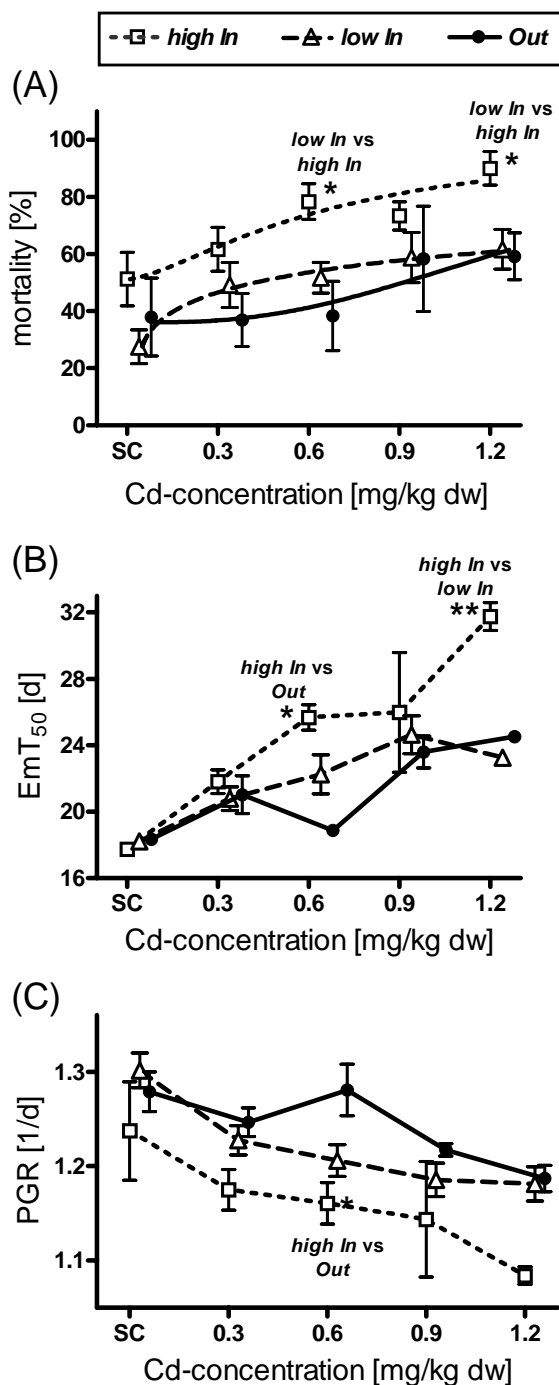 high In low In Out
(A)
low In vs
high In
*
low In vs
high In
*
mortality [%]
100
80
60
40
20
0
SC 0.3 0.6 0.9 1.2
Cd-concentration [mg/kg dw]
(B)
high In vs
low In
**
high In vs
Out
*
EmT50 [d]
32
28
24
20
16
SC 0.3 0.6 0.9 1.2
Cd-concentration [mg/kg dw]
(C)
PGR [1/d]
1.3
1.2
1.1
*
high In vs
Out
SC 0.3 0.6 0.9 1.2
Cd-concentration [mg/kg dw]